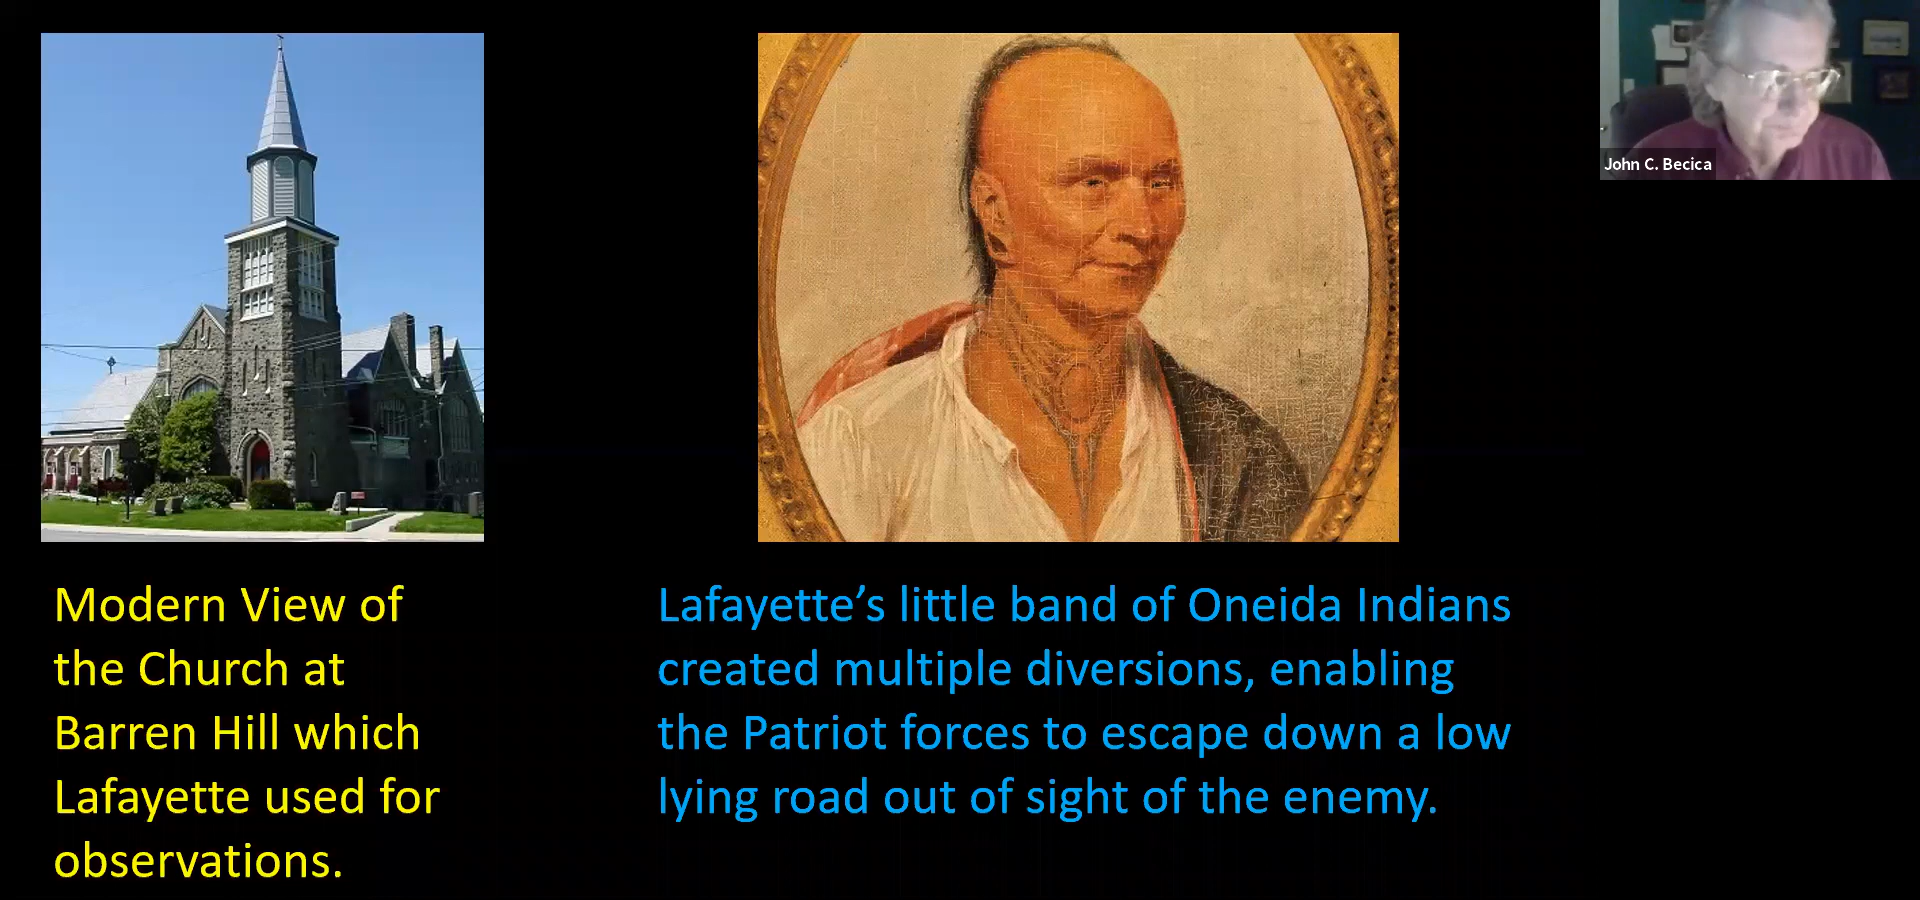 John C. Becica
Modern View of
the Church at
Barren Hill which
Lafayette used for
observations.
Lafayette’s little band of Oneida Indians
created multiple diversions, enabling
the Patriot forces to escape down a low
lying road out of sight of the enemy.